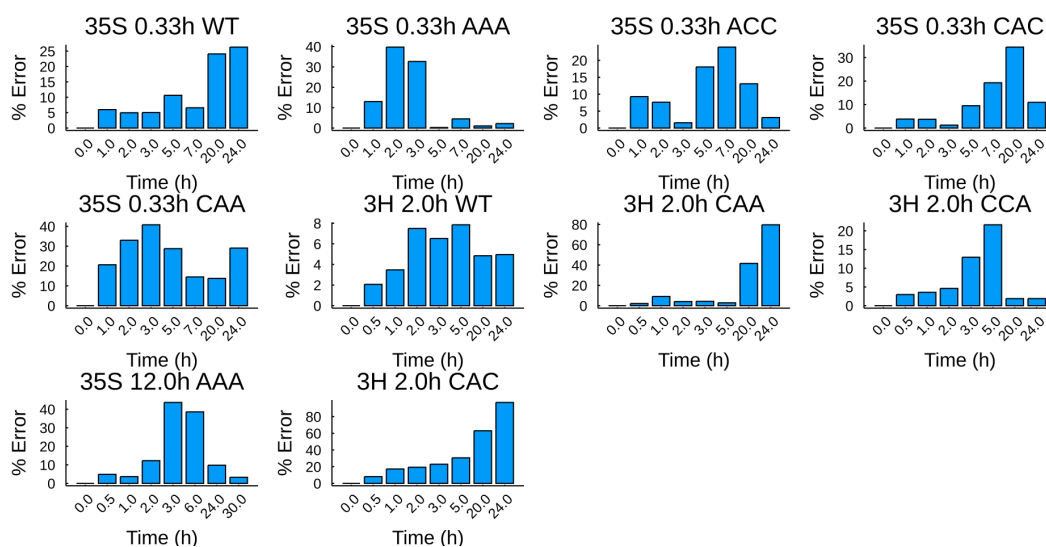 35S 0.33h WT
% Error
25
20
15
10
5
0
0.0 1.0 2.0 3.0 5.0 7.0 20.0 24.0
Time (h)
35S 0.33h AAA
% Error
40
30
20
10
0
0.0 1.0 2.0 3.0 5.0 7.0 20.0 24.0
Time (h)
35S 0.33h ACC
% Error
20
15
10
5
0
0.0 1.0 2.0 3.0 5.0 7.0 20.0 24.0
Time (h)
35S 0.33h CAC
% Error
30
20
10
0
0.0 1.0 2.0 3.0 5.0 7.0 20.0 24.0
Time (h)
35S 0.33h CAA
% Error
40
30
20
10
0
0.0 1.0 2.0 3.0 5.0 7.0 20.0 24.0
Time (h)
3H 2.0h WT
% Error
8
6
4
2
0
0.0 0.5 1.0 2.0 3.0 5.0 20.0 24.0
Time (h)
3H 2.0h CAA
% Error
80
60
40
20
0
0.0 0.5 1.0 2.0 3.0 5.0 20.0 24.0
Time (h)
3H 2.0h CCA
% Error
20
15
10
5
0
0.0 0.5 1.0 2.0 3.0 5.0 20.0 24.0
Time (h)
35S 12.0h AAA
% Error
40
30
20
10
0
0.0 0.5 1.0 2.0 3.0 6.0 24.0 30.0
Time (h)
3H 2.0h CAC
% Error
80
60
40
20
0
0.0 0.5 1.0 2.0 3.0 5.0 20.0 24.0
Time (h)